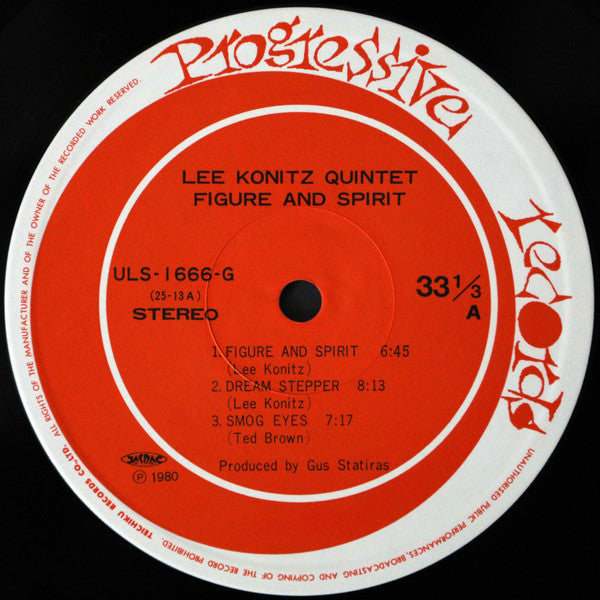 Progressive
records
LEE KONITZ QUINTET
FIGURE AND SPIRIT
ULS-1666-G
(25-13A)
STEREO
33 1/3
A
1. FIGURE AND SPIRIT 6:45
(Lee Konitz)
2. DREAM STEPPER 8:13
(Lee Konitz)
3. SMOG EYES 7:17
(Ted Brown)
Produced by Gus Statiras
JASRAC
Ⓟ 1980
TEICHIKU RECORDS CO., LTD. ALL RIGHTS OF THE MANUFACTURER AND OF THE OWNER OF THE RECORDED WORK RESERVED.
UNAUTHORISED PUBLIC PERFORMANCES, BROADCASTING AND COPYING OF THE RECORD PROHIBITED.